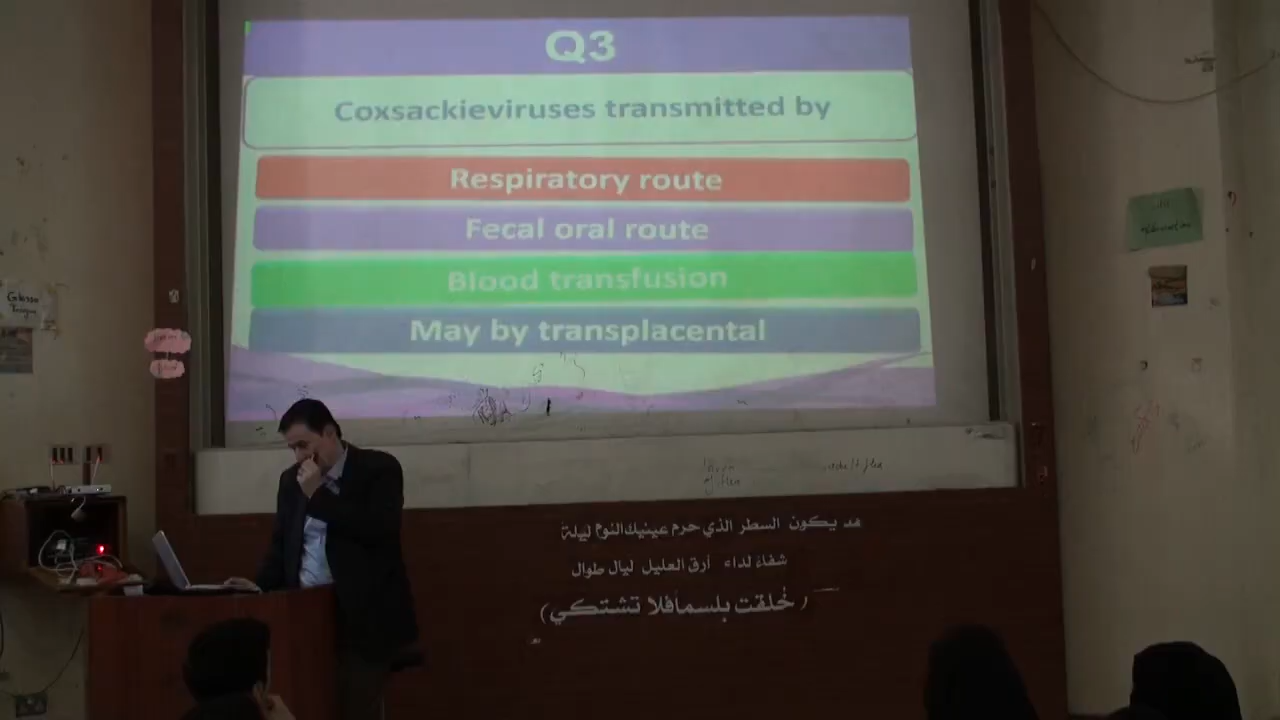 Q3
Coxsackieviruses transmitted by
Respiratory route
Fecal oral route
Blood transfusion
May by transplacental
قد يكون السطر الذي حرم عينيك النوم ليلة
شفاءً لداء أرق العليل ليال طوال
(خُلقت بلسماً فلا تشتكي)